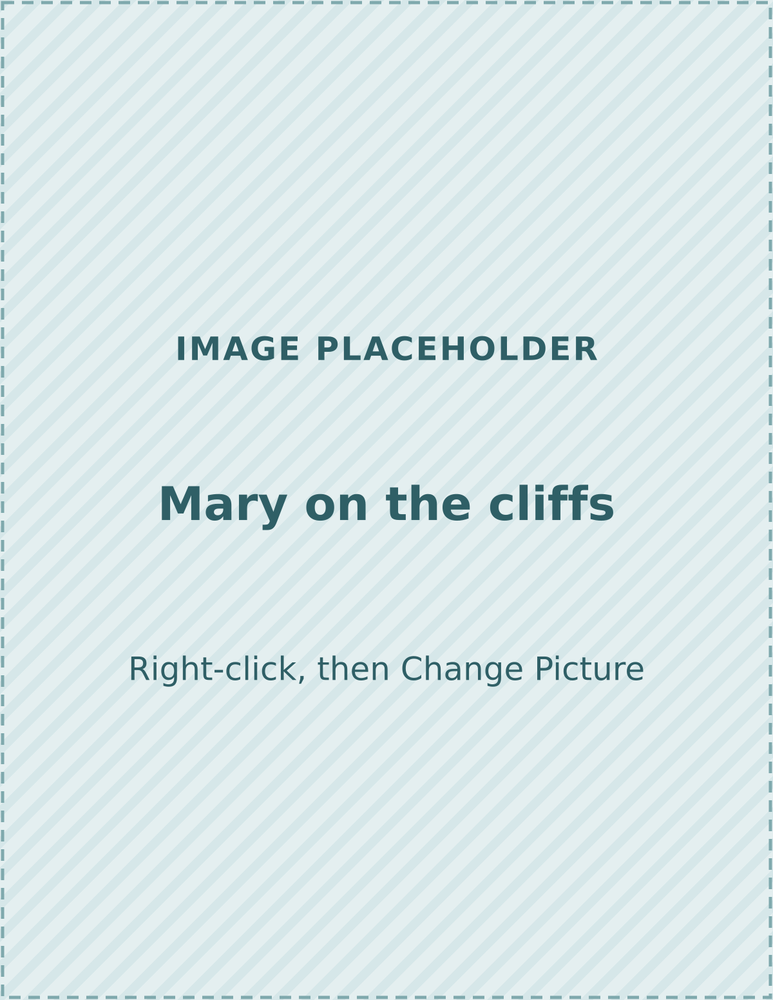 IMAGE PLACEHOLDER
Mary on the cliffs
Right-click, then Change Picture